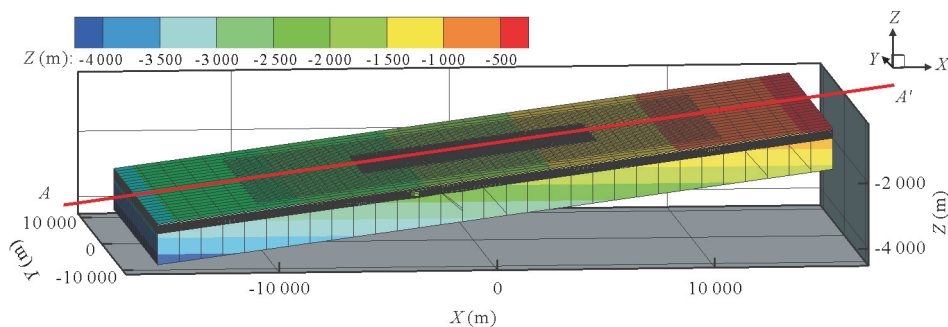 Z
Y
X
Z (m): -4 000 -3 500 -3 000 -2 500 -2 000 -1 500 -1 000 -500
A'
A
-2 000
-4 000
Z (m)
10 000
0
-10 000
Y (m)
-10 000 0 10 000
X (m)